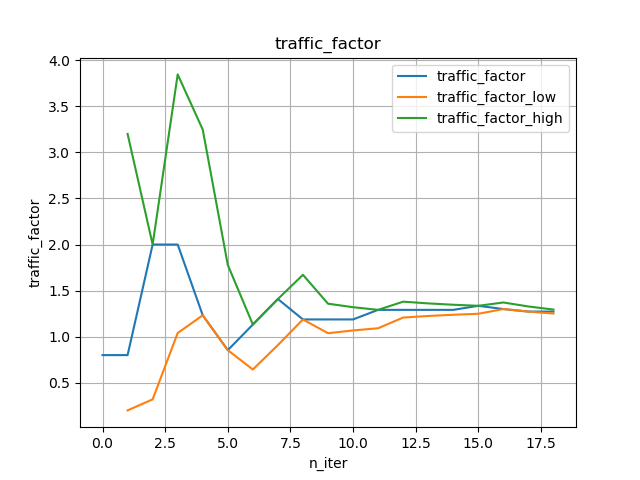 traffic_factor
4.0
3.5
3.0
2.5
2.0
1.5
1.0
0.5
traffic_factor
traffic_factor
traffic_factor_low
traffic_factor_high
0.0 2.5 5.0 7.5 10.0 12.5 15.0 17.5
n_iter